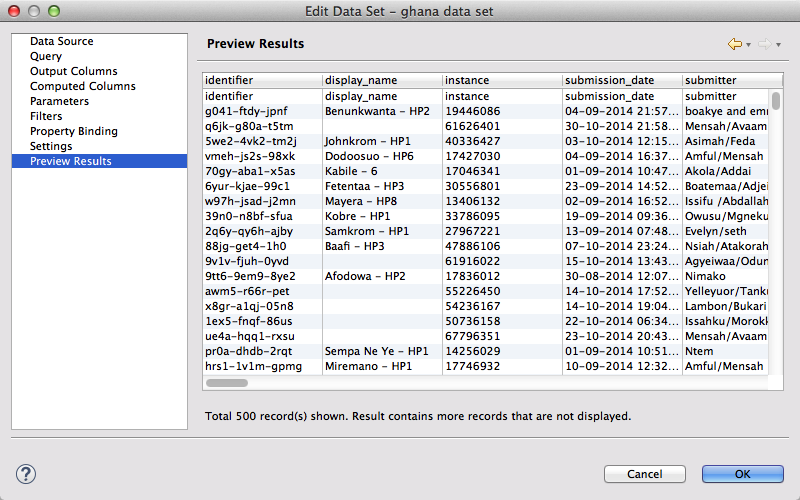 Edit Data Set - ghana data set
Data Source
Query
Output Columns
Computed Columns
Parameters
Filters
Property Binding
Settings
Preview Results
Preview Results
identifier display_name instance submission_date submitter
identifier display_name instance submission_date submitter
g041-ftdy-jpnf Benunkwanta - HP2 19446086 04-09-2014 21:57... boakye and emr
q6jk-g80a-t5tm 61626401 30-10-2014 21:58... Mensah/Avaam
5we2-4vk2-tm2j Johnkrom - HP1 40336427 03-10-2014 12:15... Asimah/Feda
vmeh-js2s-98xk Dodoosuo - HP6 17427030 04-09-2014 16:37... Amful/Mensah
70gy-aba1-x5as Kabile - 6 17046341 01-09-2014 10:47... Akola/Addai
6yur-kjae-99c1 Fetentaa - HP3 30556801 23-09-2014 14:52... Boatemaa/Adjei
w97h-jsad-j2mn Mayera - HP8 13406132 02-09-2014 16:52... Issifu /Abdallah
39n0-n8bf-sfua Kobre - HP1 33786095 19-09-2014 09:36... Owusu/Mgneku
2q6y-qy6h-ajby Samkrom - HP1 27967221 13-09-2014 07:48... Evelyn/seth
88jg-get4-1h0 Baafi - HP3 47886106 07-10-2014 23:24... Nsiah/Atakorah
9v1v-fjuh-0yvd 61916022 15-10-2014 13:43... Agyeiwaa/Odun
9tt6-9em9-8ye2 Afodowa - HP2 17836012 30-08-2014 12:07... Nimako
awm5-r66r-pet 55226450 14-10-2014 17:52... Yelleyuor/Tanku
x8gr-a1qj-05n8 54236167 14-10-2014 19:04... Lambon/Bukari
1ex5-fnqf-86us 50736158 22-10-2014 06:34... Issahku/Morokk
ue4a-hqq1-rxsu 67796351 23-10-2014 20:43... Mensah/Avaam
pr0a-dhdb-2rqt Sempa Ne Ye - HP1 14256029 01-09-2014 10:51... Ntem
hrs1-1v1m-gpmg Miremano - HP1 17746932 10-09-2014 12:32... Amful/Mensah
Total 500 record(s) shown. Result contains more records that are not displayed.
?
Cancel OK